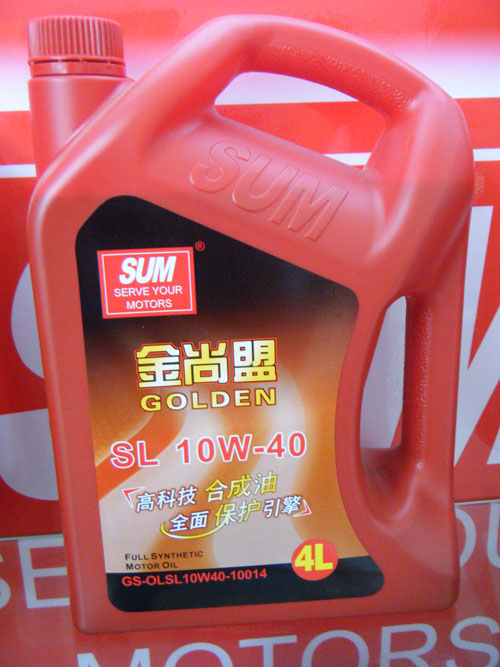 SUM
SUM
®
SERVE YOUR
MOTORS
金尚盟
GOLDEN
SL 10W-40
高科技 合成油
全面 保护引擎
FULL SYNTHETIC
MOTOR OIL
4L
GS-OLSL10W40-10014
MOTORS